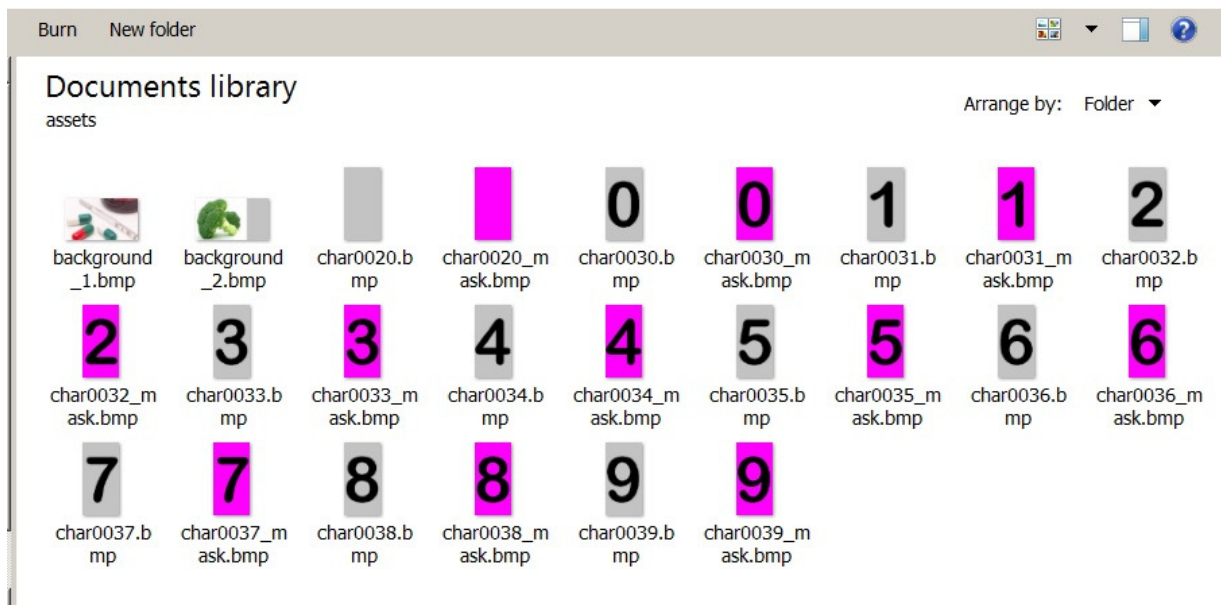 Burn New folder
Documents library
assets
Arrange by: Folder
0 0 1 1 2
background
_1.bmp
background
_2.bmp
char0020.b
mp
char0020_m
ask.bmp
char0030.b
mp
char0030_m
ask.bmp
char0031.b
mp
char0031_m
ask.bmp
char0032.b
mp
2 3 3 4 4 5 5 6 6
char0032_m
ask.bmp
char0033.b
mp
char0033_m
ask.bmp
char0034.b
mp
char0034_m
ask.bmp
char0035.b
mp
char0035_m
ask.bmp
char0036.b
mp
char0036_m
ask.bmp
7 7 8 8 9 9
char0037.b
mp
char0037_m
ask.bmp
char0038.b
mp
char0038_m
ask.bmp
char0039.b
mp
char0039_m
ask.bmp